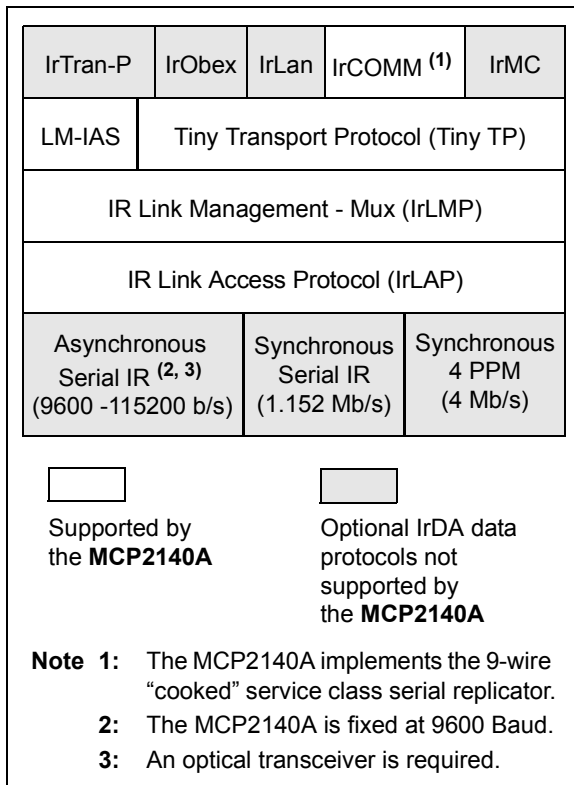 IrTran-P IrObex IrLan IrCOMM (1) IrMC
LM-IAS Tiny Transport Protocol (Tiny TP)
IR Link Management - Mux (IrLMP)
IR Link Access Protocol (IrLAP)
Asynchronous
Serial IR (2, 3)
(9600 -115200 b/s)
Synchronous
Serial IR
(1.152 Mb/s)
Synchronous
4 PPM
(4 Mb/s)
Supported by
the MCP2140A
Optional IrDA data
protocols not
supported by
the MCP2140A
Note 1: The MCP2140A implements the 9-wire
“cooked” service class serial replicator.
2: The MCP2140A is fixed at 9600 Baud.
3: An optical transceiver is required.